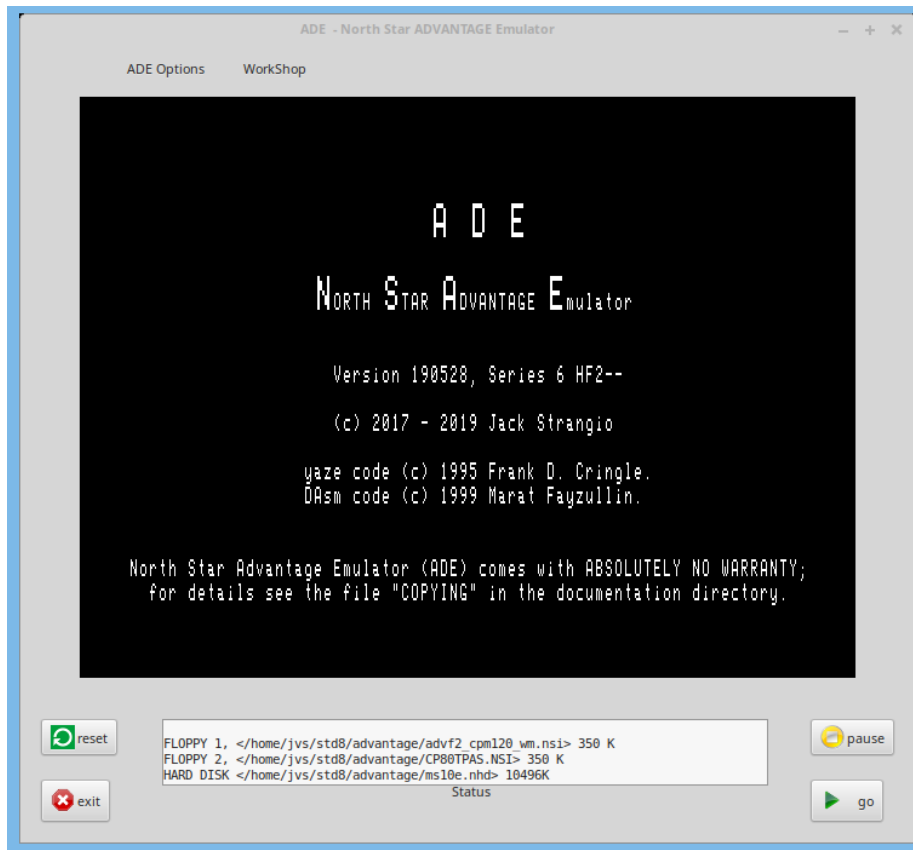 ADE - North Star ADVANTAGE Emulator
ADE Options WorkShop
A D E
NORTH STAR ADVANTAGE Emulator
Version 190528, Series 6 HF2--
(c) 2017 - 2019 Jack Strangio
yaze code (c) 1995 Frank D. Cringle.
DAsm code (c) 1999 Marat Fayzullin.
North Star Advantage Emulator (ADE) comes with ABSOLUTELY NO WARRANTY;
for details see the file "COPYING" in the documentation directory.
reset
FLOPPY 1, </home/jvs/std8/advantage/advf2_cpm120_wm.nsi> 350 K
FLOPPY 2, </home/jvs/std8/advantage/CP80TPAS.NSI> 350 K
HARD DISK </home/jvs/std8/advantage/ms10e.nhd> 10496K
pause
Status
exit
go